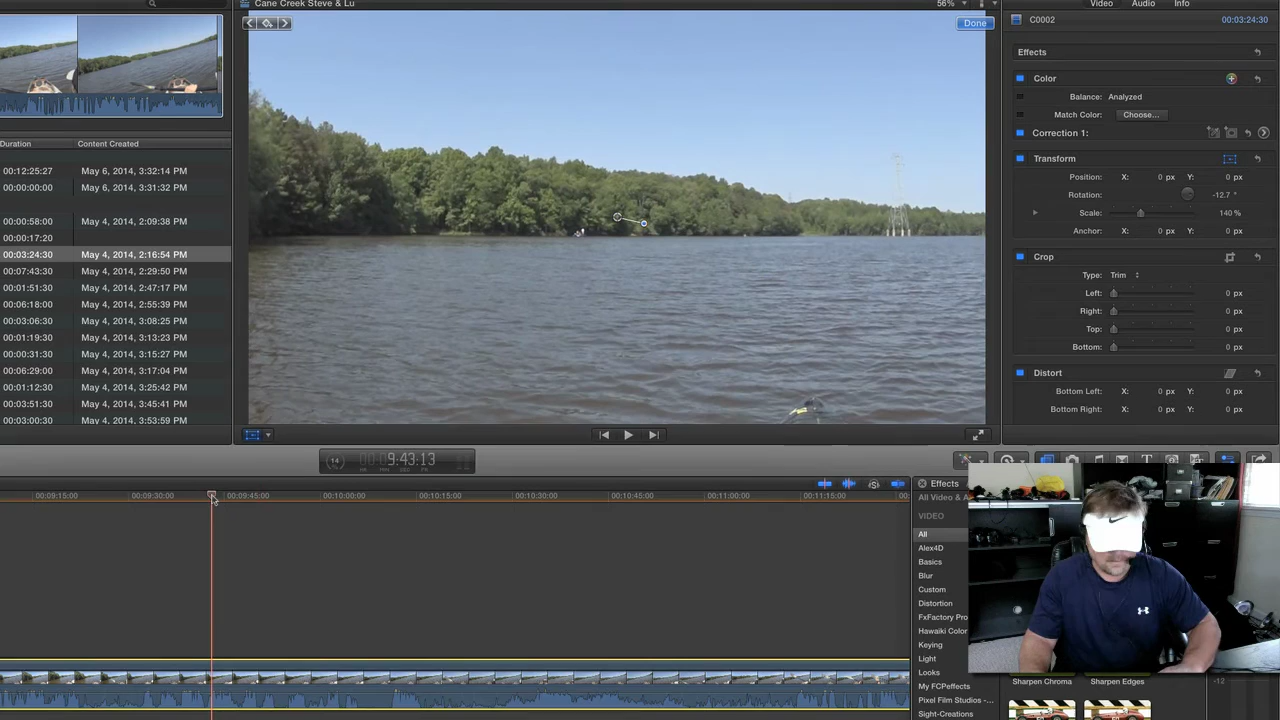 Cane Creek Steve & Lu
56%
Video
Audio
Info
Done
C0002
00:03:24:30
Effects
Color
Balance: Analyzed
Match Color: Choose...
Correction 1:
Transform
Position: X: 0 px Y: 0 px
Rotation: -12.7 °
Scale: 140 %
Anchor: X: 0 px Y: 0 px
Crop
Type: Trim
Left: 0 px
Right: 0 px
Top: 0 px
Bottom: 0 px
Distort
Bottom Left: X: 0 px Y: 0 px
Bottom Right: X: 0 px Y: 0 px
Duration Content Created
00:12:25:27 May 6, 2014, 3:32:14 PM
00:00:00:00 May 6, 2014, 3:31:32 PM
00:00:58:00 May 4, 2014, 2:09:38 PM
00:00:17:20
00:03:24:30 May 4, 2014, 2:16:54 PM
00:07:43:30 May 4, 2014, 2:29:50 PM
00:01:51:30 May 4, 2014, 2:47:17 PM
00:06:18:00 May 4, 2014, 2:55:39 PM
00:03:06:30 May 4, 2014, 3:08:25 PM
00:01:19:30 May 4, 2014, 3:13:23 PM
00:00:31:30 May 4, 2014, 3:15:27 PM
00:06:29:00 May 4, 2014, 3:17:04 PM
00:01:12:30 May 4, 2014, 3:25:42 PM
00:03:51:30 May 4, 2014, 3:45:41 PM
00:03:00:30 May 4, 2014, 3:53:59 PM
14
9:43:13
00:09:15:00 00:09:30:00 00:09:45:00 00:10:00:00 00:10:15:00 00:10:30:00 00:10:45:00 00:11:00:00 00:11:15:00
Effects
All Video & A
VIDEO
All
Alex4D
Basics
Blur
Custom
Distortion
FxFactory Pro
Hawaiki Color
Keying
Light
Looks
My FCPeffects
Pixel Film Studios -...
Sight-Creations
Sharpen Chroma
Sharpen Edges
-12